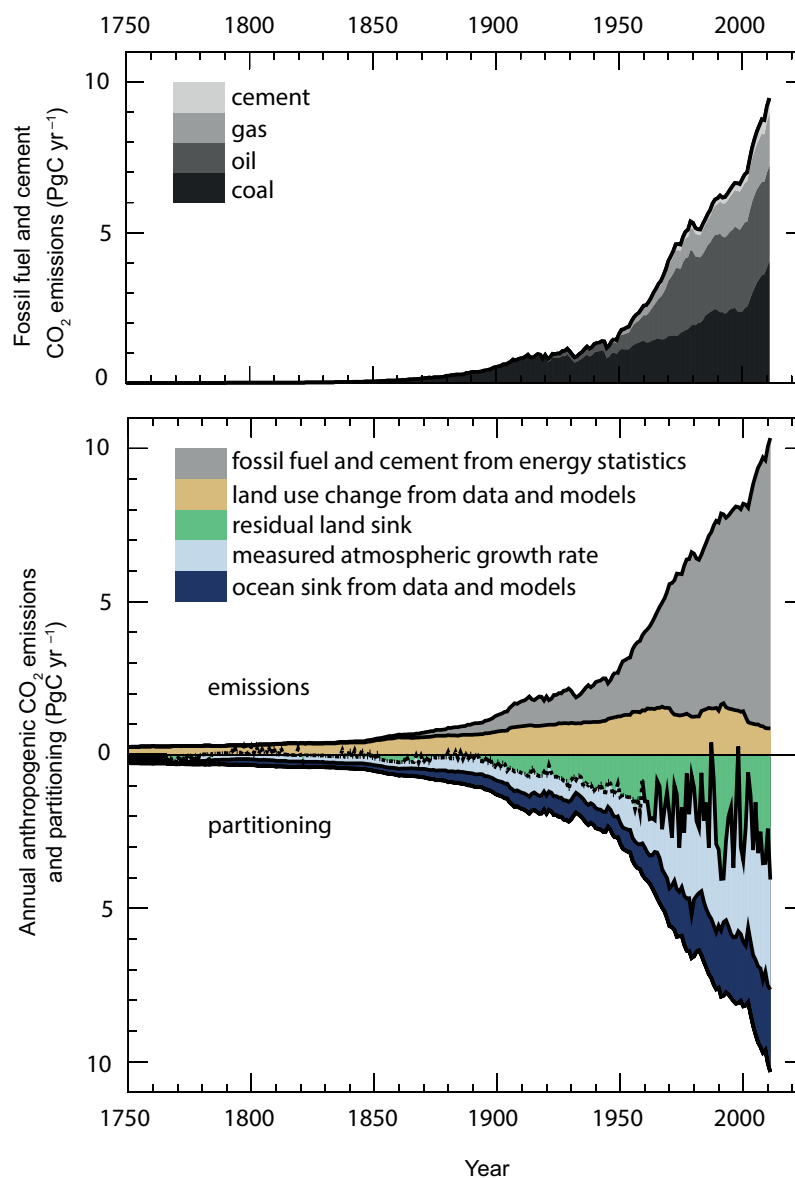 1750 1800 1850 1900 1950 2000
10
5
0
Fossil fuel and cement
CO₂ emissions (PgC yr⁻¹)
cement
gas
oil
coal
10
5
0
5
10
Annual anthropogenic CO₂ emissions
and partitioning (PgC yr⁻¹)
fossil fuel and cement from energy statistics
land use change from data and models
residual land sink
measured atmospheric growth rate
ocean sink from data and models
emissions
partitioning
1750 1800 1850 1900 1950 2000
Year